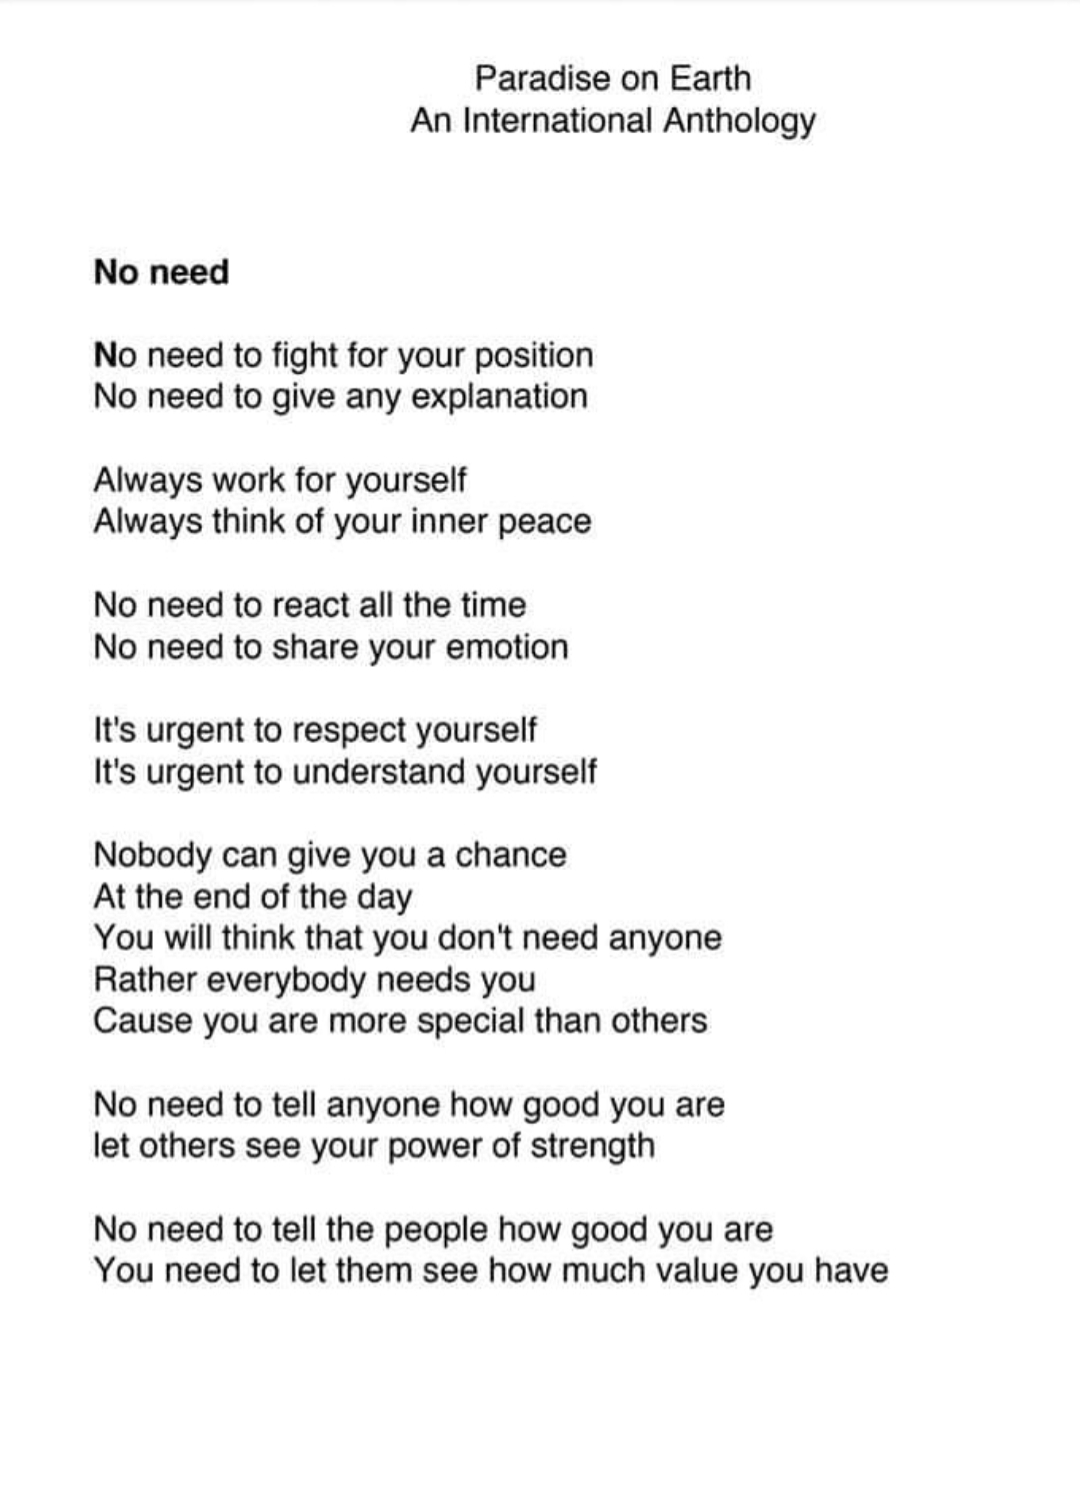 Paradise on Earth
An International Anthology
No need
No need to fight for your position
No need to give any explanation
Always work for yourself
Always think of your inner peace
No need to react all the time
No need to share your emotion
It's urgent to respect yourself
It's urgent to understand yourself
Nobody can give you a chance
At the end of the day
You will think that you don't need anyone
Rather everybody needs you
Cause you are more special than others
No need to tell anyone how good you are
let others see your power of strength
No need to tell the people how good you are
You need to let them see how much value you have